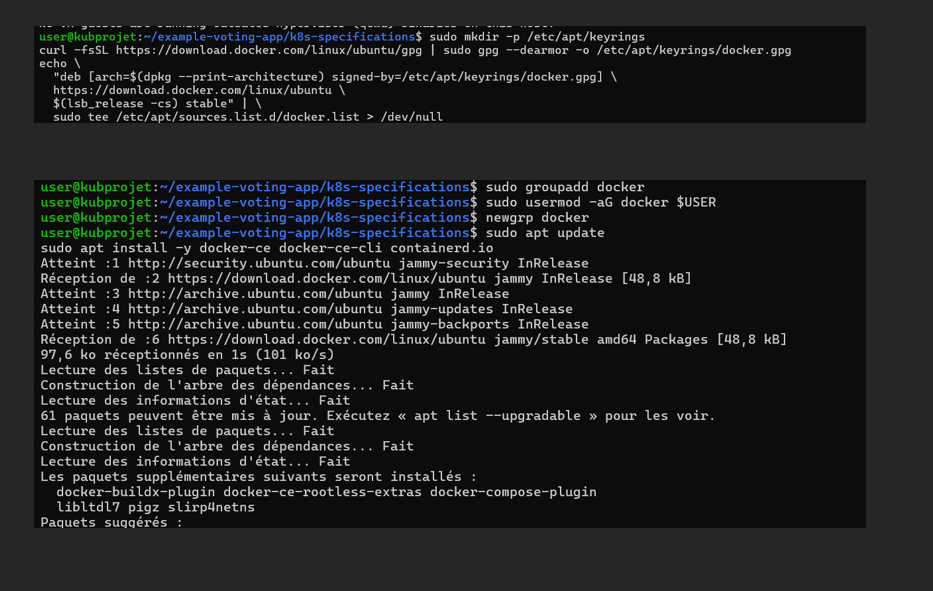 user@kubprojet:~/example-voting-app/k8s-specifications$ sudo mkdir -p /etc/apt/keyrings
curl -fsSL https://download.docker.com/linux/ubuntu/gpg | sudo gpg --dearmor -o /etc/apt/keyrings/docker.gpg
echo \
  "deb [arch=$(dpkg --print-architecture) signed-by=/etc/apt/keyrings/docker.gpg] \
  https://download.docker.com/linux/ubuntu \
  $(lsb_release -cs) stable" | \
  sudo tee /etc/apt/sources.list.d/docker.list > /dev/null
user@kubprojet:~/example-voting-app/k8s-specifications$ sudo groupadd docker
user@kubprojet:~/example-voting-app/k8s-specifications$ sudo usermod -aG docker $USER
user@kubprojet:~/example-voting-app/k8s-specifications$ newgrp docker
user@kubprojet:~/example-voting-app/k8s-specifications$ sudo apt update
sudo apt install -y docker-ce docker-ce-cli containerd.io
Atteint :1 http://security.ubuntu.com/ubuntu jammy-security InRelease
Réception de :2 https://download.docker.com/linux/ubuntu jammy InRelease [48,8 kB]
Atteint :3 http://archive.ubuntu.com/ubuntu jammy InRelease
Atteint :4 http://archive.ubuntu.com/ubuntu jammy-updates InRelease
Atteint :5 http://archive.ubuntu.com/ubuntu jammy-backports InRelease
Réception de :6 https://download.docker.com/linux/ubuntu jammy/stable amd64 Packages [48,8 kB]
97,6 ko réceptionnés en 1s (101 ko/s)
Lecture des listes de paquets... Fait
Construction de l'arbre des dépendances... Fait
Lecture des informations d'état... Fait
61 paquets peuvent être mis à jour. Exécutez « apt list --upgradable » pour les voir.
Lecture des listes de paquets... Fait
Construction de l'arbre des dépendances... Fait
Lecture des informations d'état... Fait
Les paquets supplémentaires suivants seront installés :
  docker-buildx-plugin docker-ce-rootless-extras docker-compose-plugin
  libltdl7 pigz slirp4netns
Paquets suggérés :